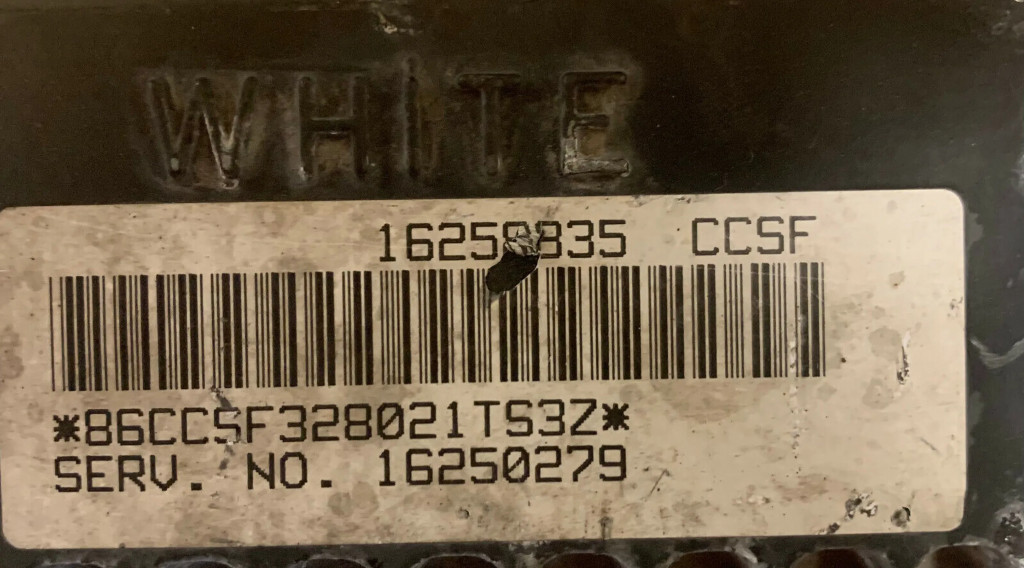 WHITE
CCSF
*86CCSF328021TS3Z*
SERV. NO. 16250279